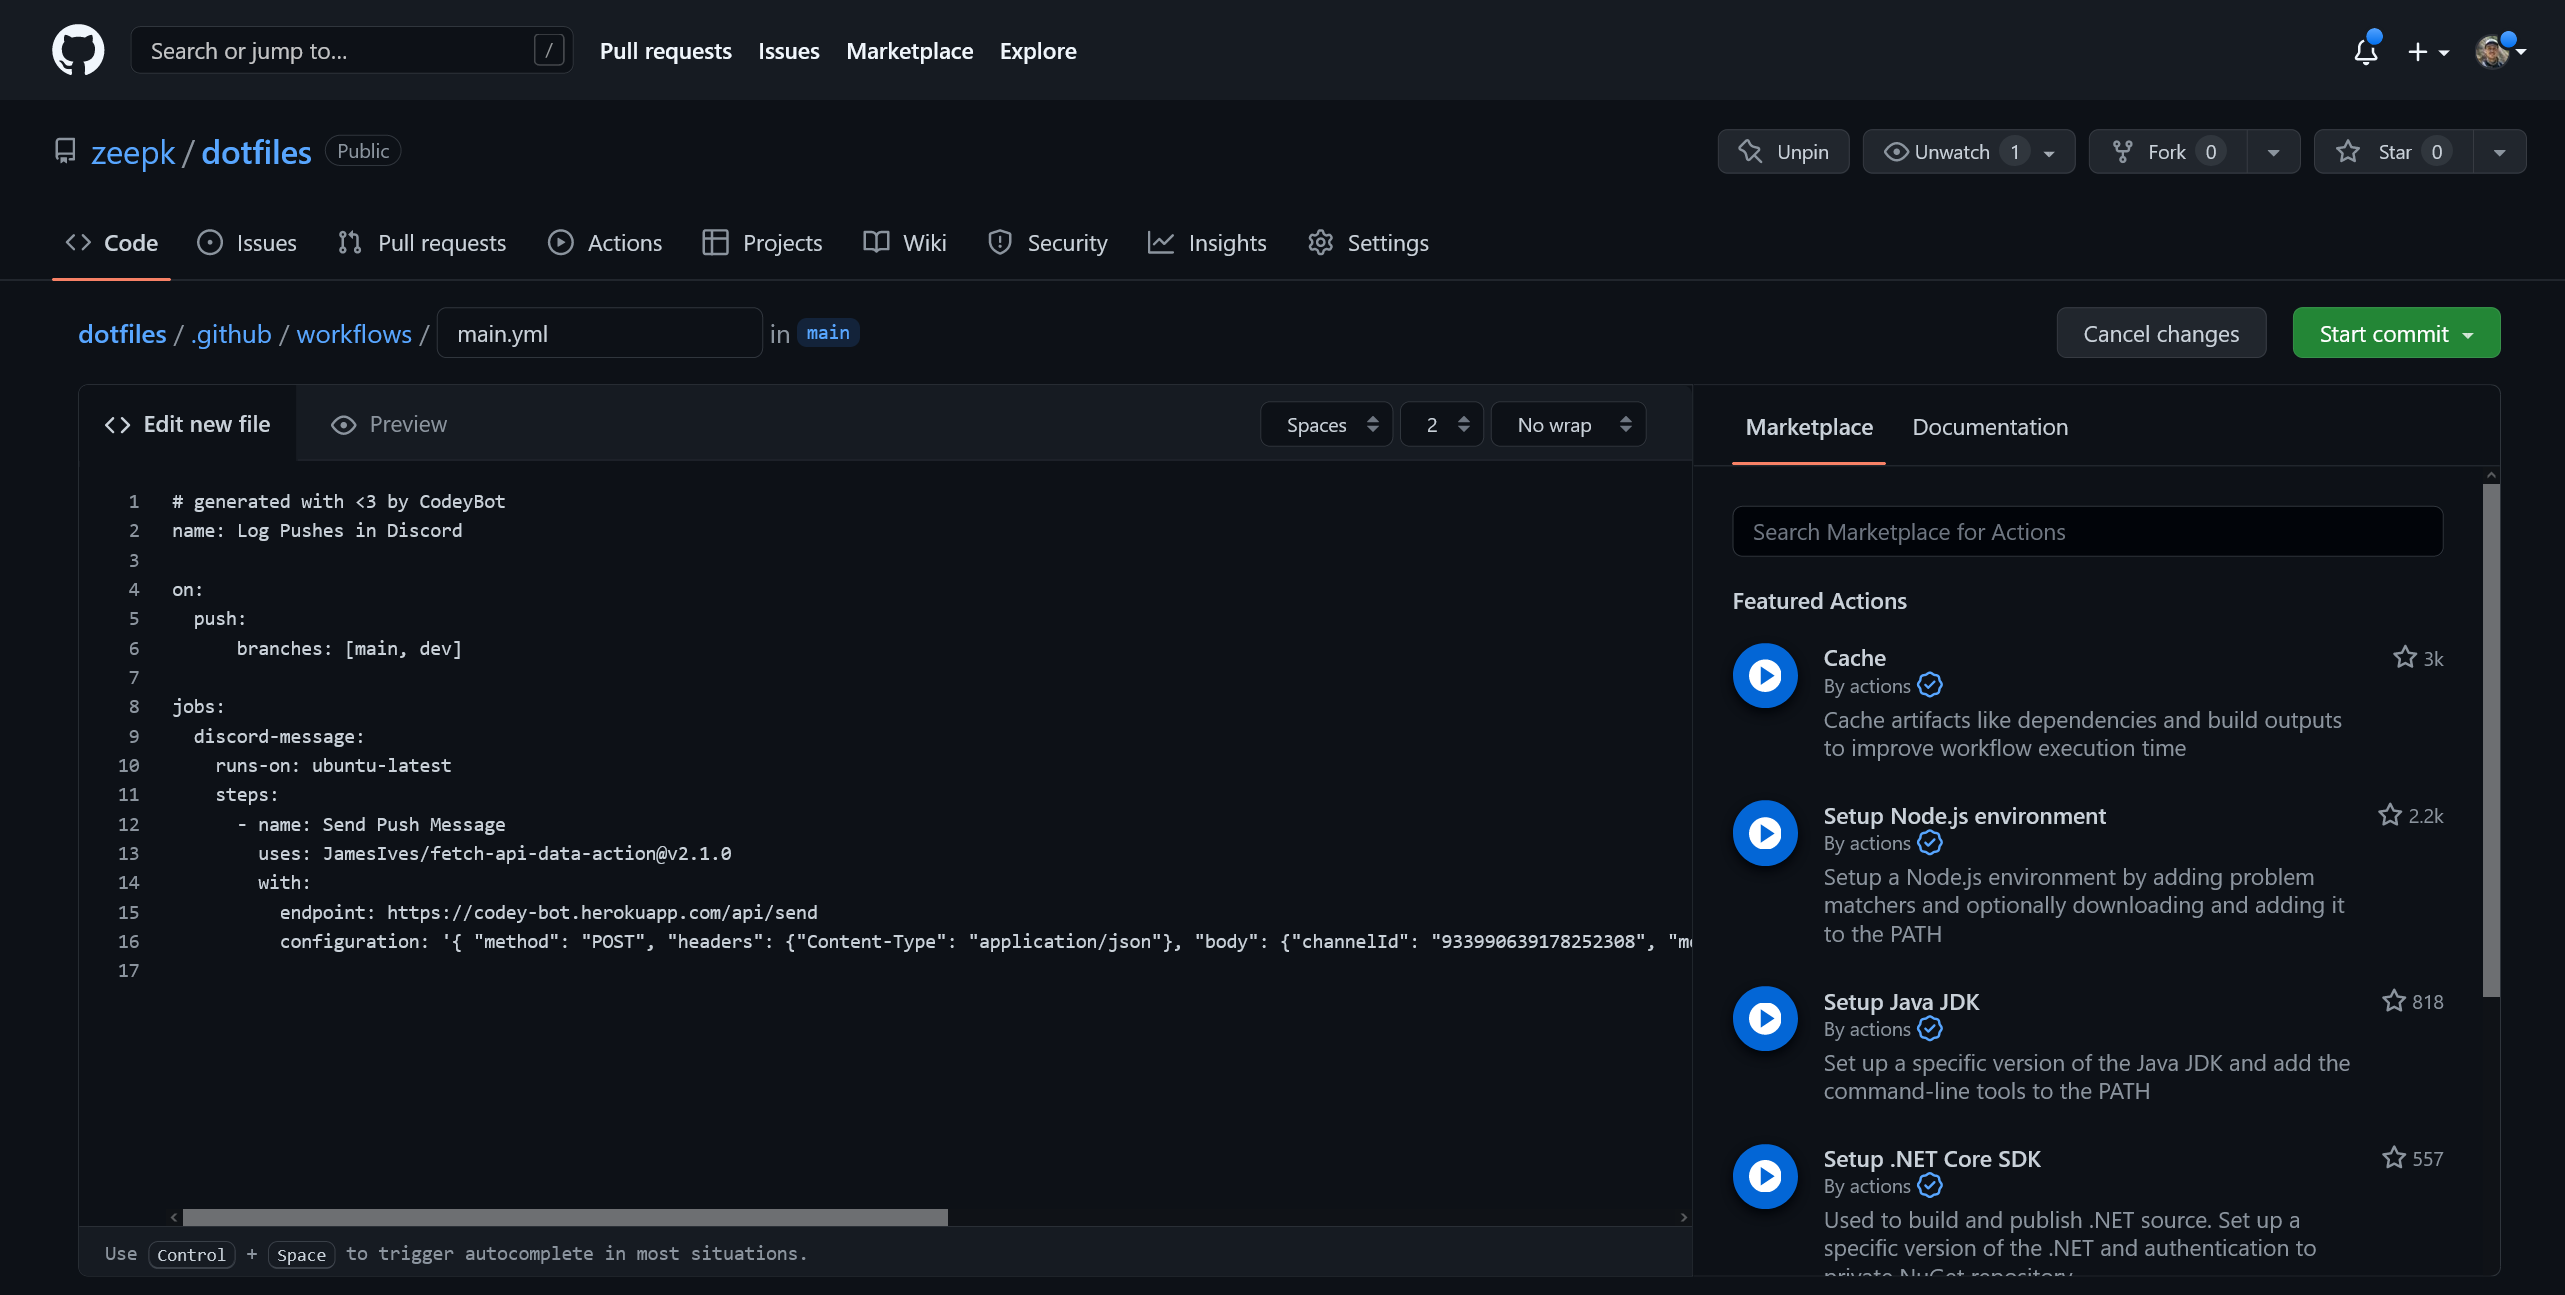 Search or jump to... /
Pull requests Issues Marketplace Explore
zeepk / dotfiles Public
Unpin Unwatch 1 Fork 0 Star 0
Code Issues Pull requests Actions Projects Wiki Security Insights Settings
dotfiles / .github / workflows / main.yml in main
Cancel changes Start commit
Edit new file Preview Spaces 2 No wrap
1 # generated with <3 by CodeyBot
2 name: Log Pushes in Discord
3
4 on:
5 push:
6 branches: [main, dev]
7
8 jobs:
9 discord-message:
10 runs-on: ubuntu-latest
11 steps:
12 - name: Send Push Message
13 uses: JamesIves/fetch-api-data-action@v2.1.0
14 with:
15 endpoint: https://codey-bot.herokuapp.com/api/send
16 configuration: '{ "method": "POST", "headers": {"Content-Type": "application/json"}, "body": {"channelId": "933990639178252308",
17
Use Control + Space to trigger autocomplete in most situations.
Marketplace Documentation
Search Marketplace for Actions
Featured Actions
Cache 3k
By actions
Cache artifacts like dependencies and build outputs
to improve workflow execution time
Setup Node.js environment 2.2k
By actions
Setup a Node.js environment by adding problem
matchers and optionally downloading and adding it
to the PATH
Setup Java JDK 818
By actions
Set up a specific version of the Java JDK and add the
command-line tools to the PATH
Setup .NET Core SDK 557
By actions
Used to build and publish .NET source. Set up a
specific version of the .NET and authentication to
private NuGet repository